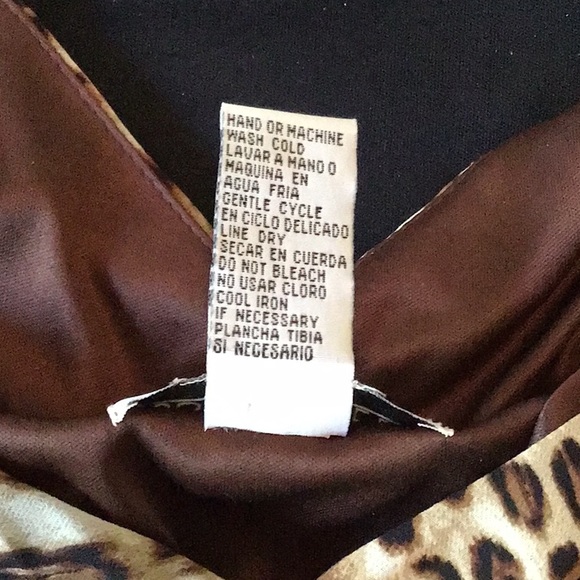 HAND OR MACHINE
WASH COLD
LAVAR A MANO O
MAQUINA EN
AGUA FRIA
GENTLE CYCLE
EN CICLO DELICADO
LINE DRY
SECAR EN CUERDA
DO NOT BLEACH
NO USAR CLORO
COOL IRON
IF NECESSARY
PLANCHA TIBIA
SI NECESARIO